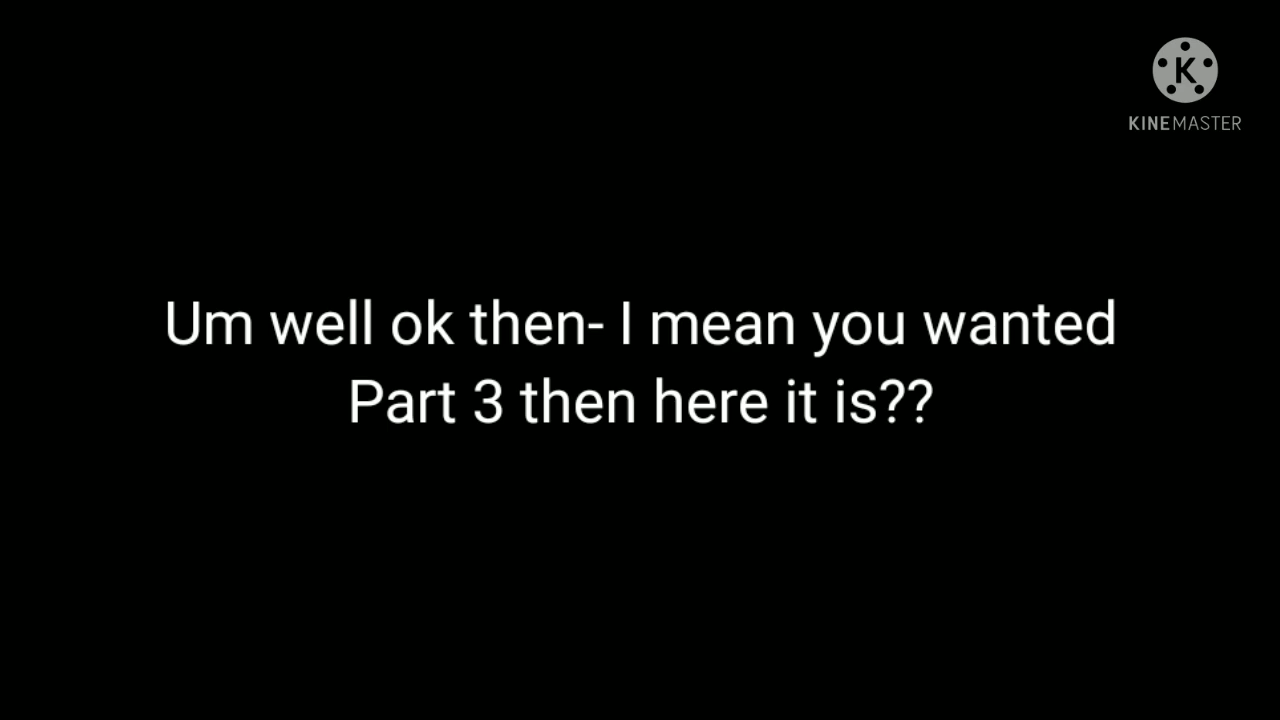 K
KINEMASTER
Um well ok then- I mean you wanted
Part 3 then here it is??